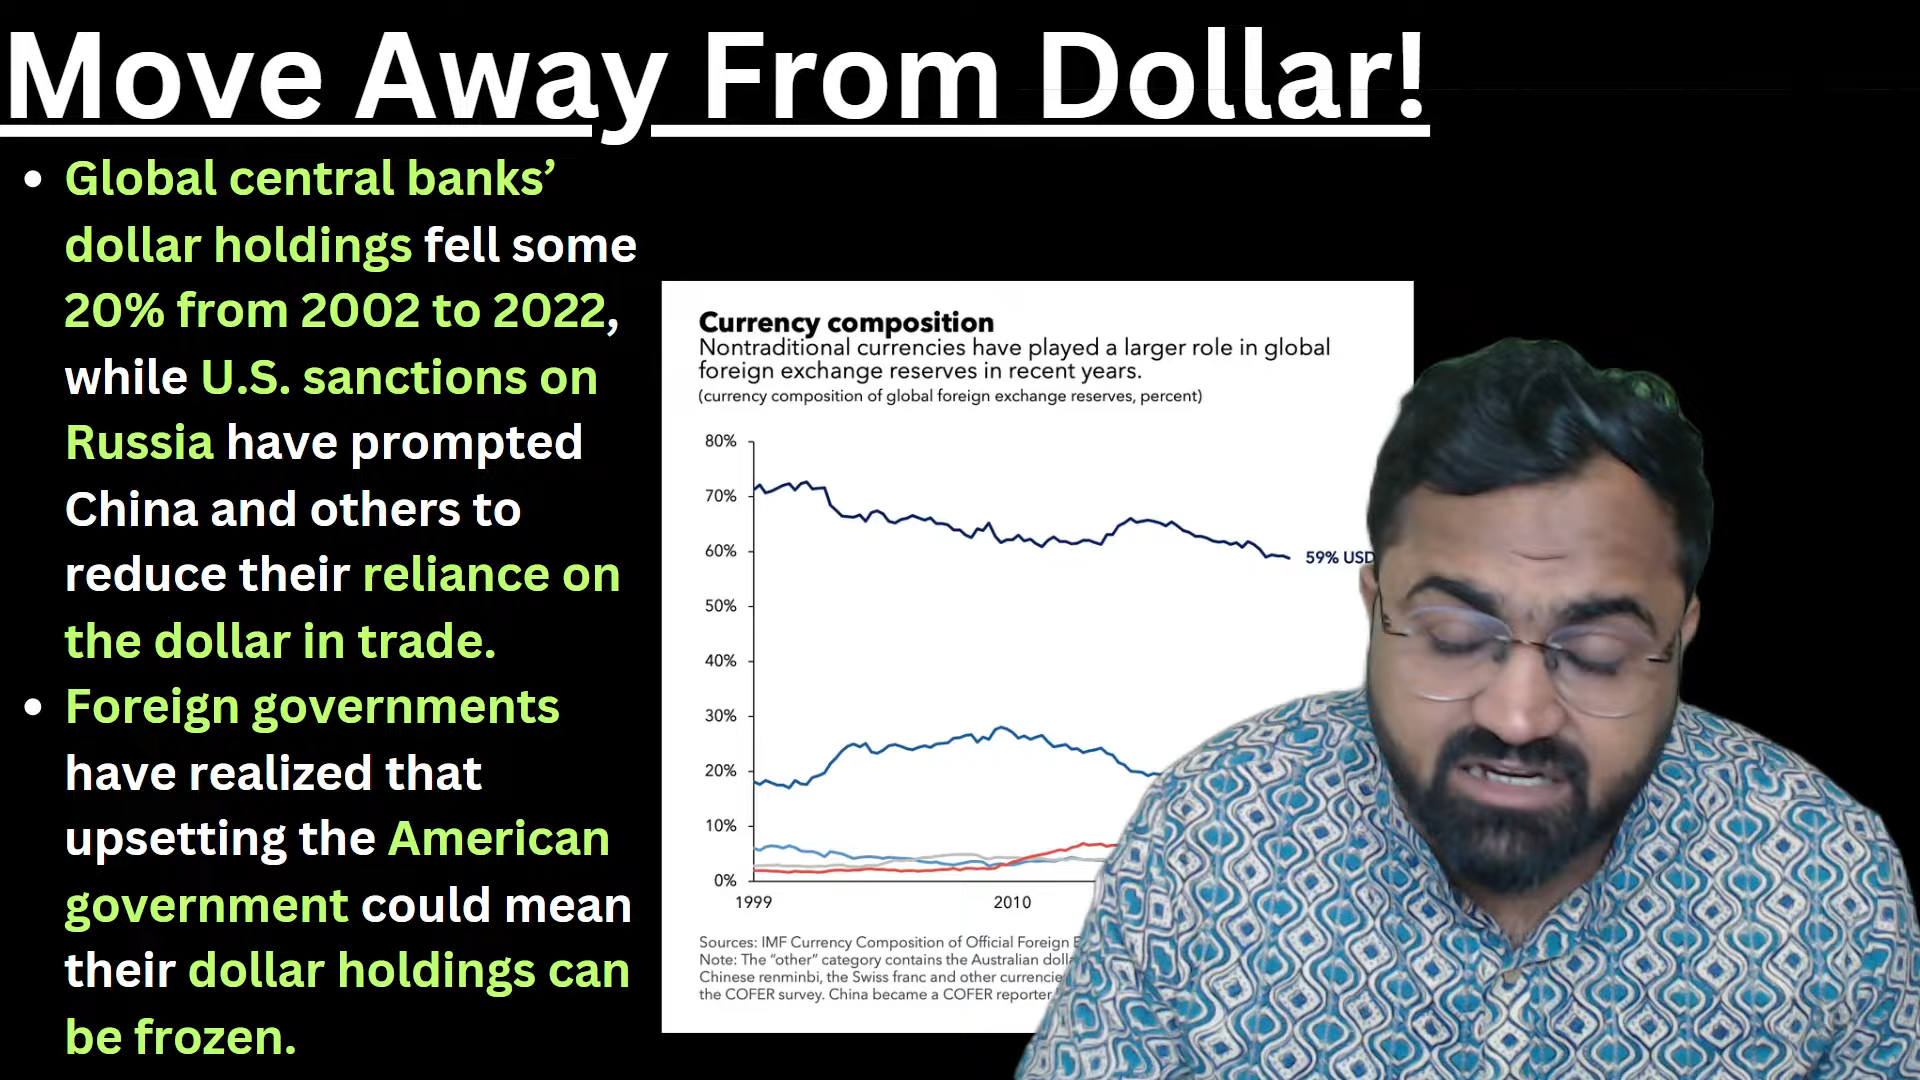 Move Away From Dollar!
• Global central banks’
dollar holdings fell some
20% from 2002 to 2022,
while U.S. sanctions on
Russia have prompted
China and others to
reduce their reliance on
the dollar in trade.
• Foreign governments
have realized that
upsetting the American
government could mean
their dollar holdings can
be frozen.
Currency composition
Nontraditional currencies have played a larger role in global
foreign exchange reserves in recent years.
(currency composition of global foreign exchange reserves, percent)
80%
70%
60%
59% USD
50%
40%
30%
20%
10%
0%
1999 2010
Sources: IMF Currency Composition of Official Foreign
Note: The “other” category contains the Australian
Chinese renminbi, the Swiss franc and other
the COFER survey. China became a COFER reporter